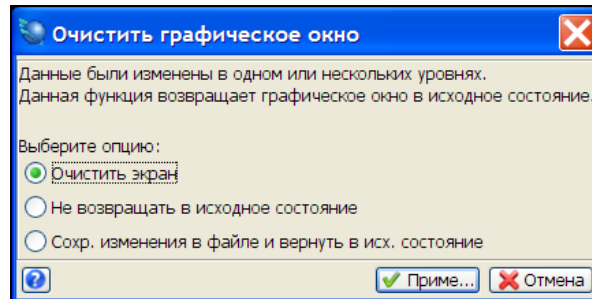 Очистить графическое окно
Данные были изменены в одном или нескольких уровнях.
Данная функция возвращает графическое окно в исходное состояние.
Выберите опцию:
Очистить экран
Не возвращать в исходное состояние
Сохр. изменения в файле и вернуть в исх. состояние
? Приме... Отмена